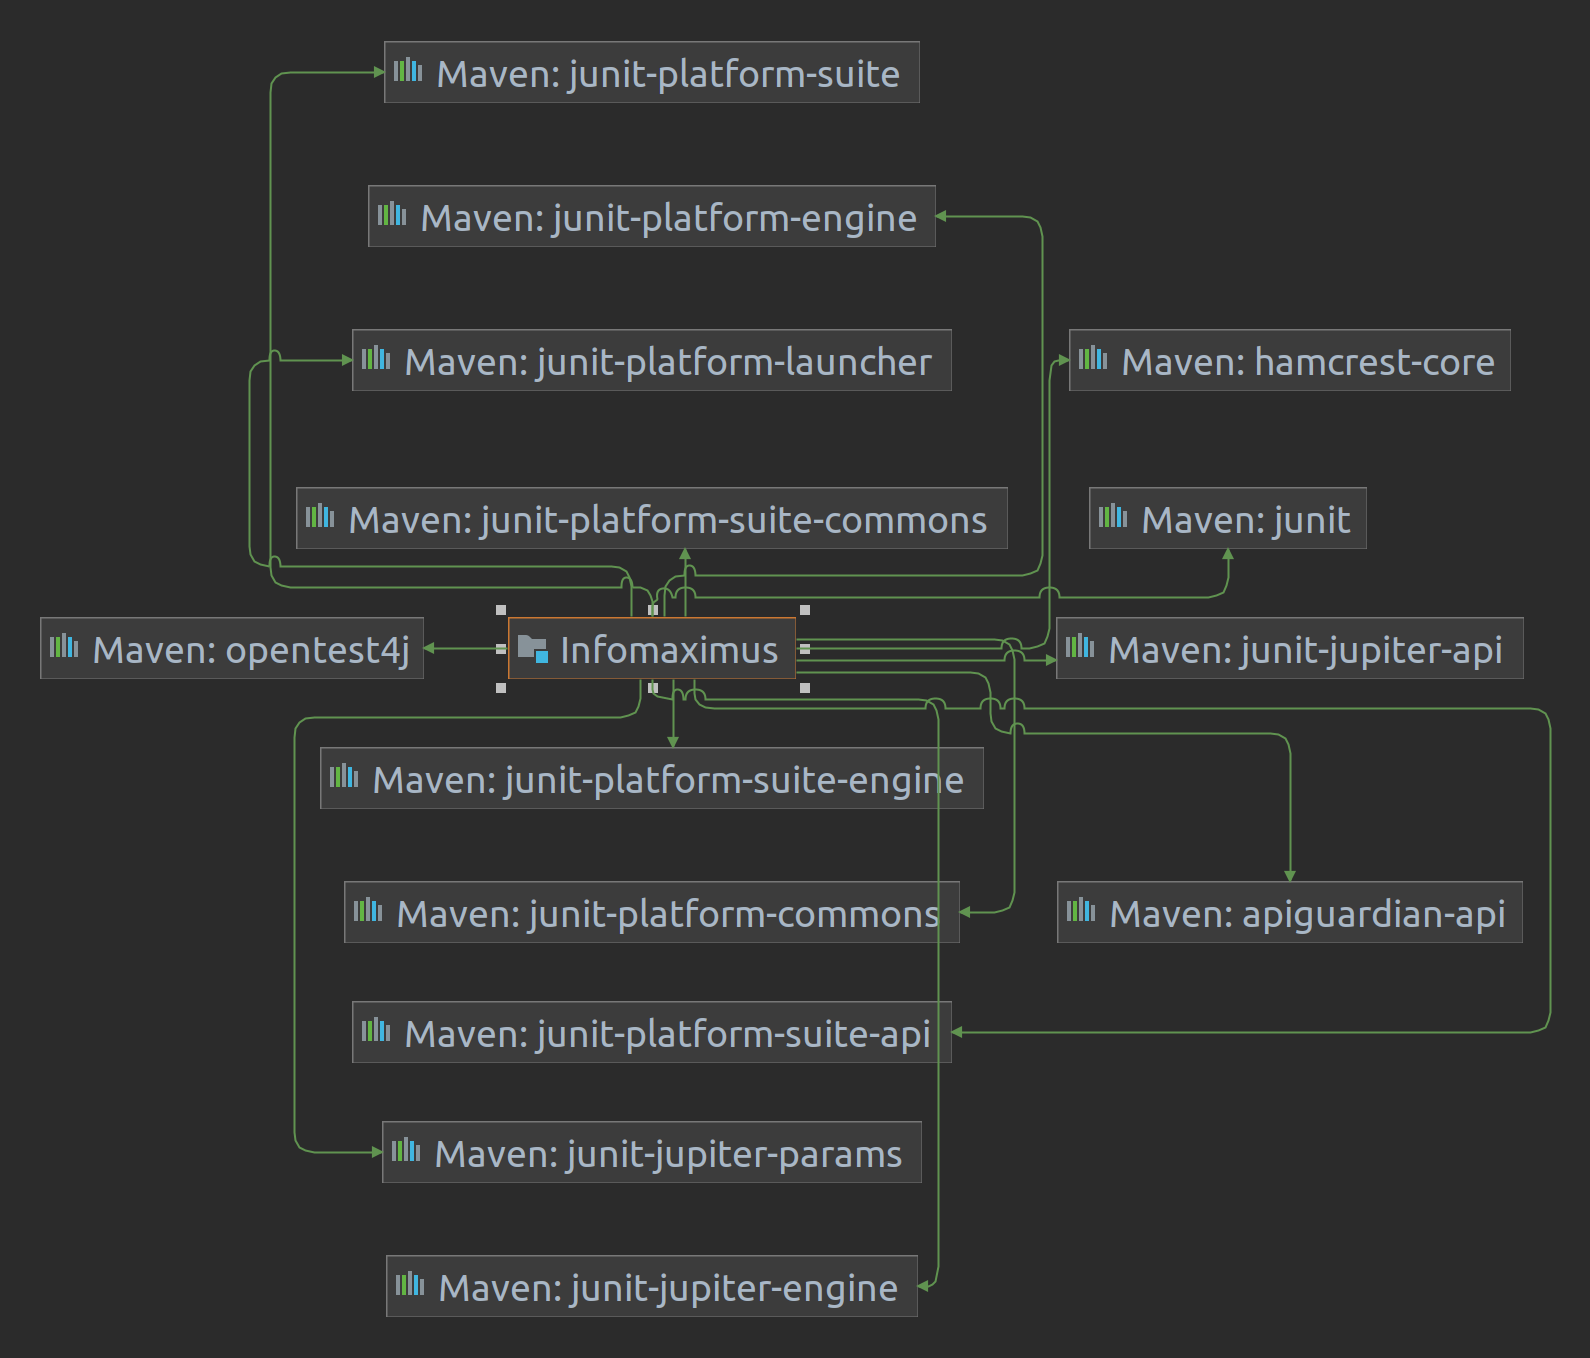 Maven: junit-platform-suite
Maven: junit-platform-engine
Maven: junit-platform-launcher
Maven: hamcrest-core
Maven: junit-platform-suite-commons
Maven: junit
Maven: opentest4j
Infomaximus
Maven: junit-jupiter-api
Maven: junit-platform-suite-engine
Maven: junit-platform-commons
Maven: apiguardian-api
Maven: junit-platform-suite-api
Maven: junit-jupiter-params
Maven: junit-jupiter-engine